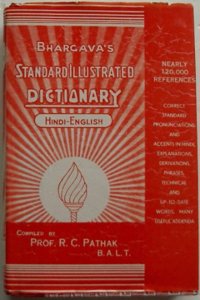 BHARGAVA'S
STANDARD ILLUSTRATED
DICTIONARY
HINDI-ENGLISH
COMPILED BY
PROF. R. C. PATHAK
B.A.L.T.
NEARLY
120,000
REFERENCES
CORRECT
STANDARD
PRONUNCIATIONS
AND
ACCENTS IN HINDI,
EXPLANATIONS,
DERIVATIONS,
PHRASES,
TECHNICAL
AND
UP-TO-DATE
WORDS, MANY
USEFUL ADDENDA